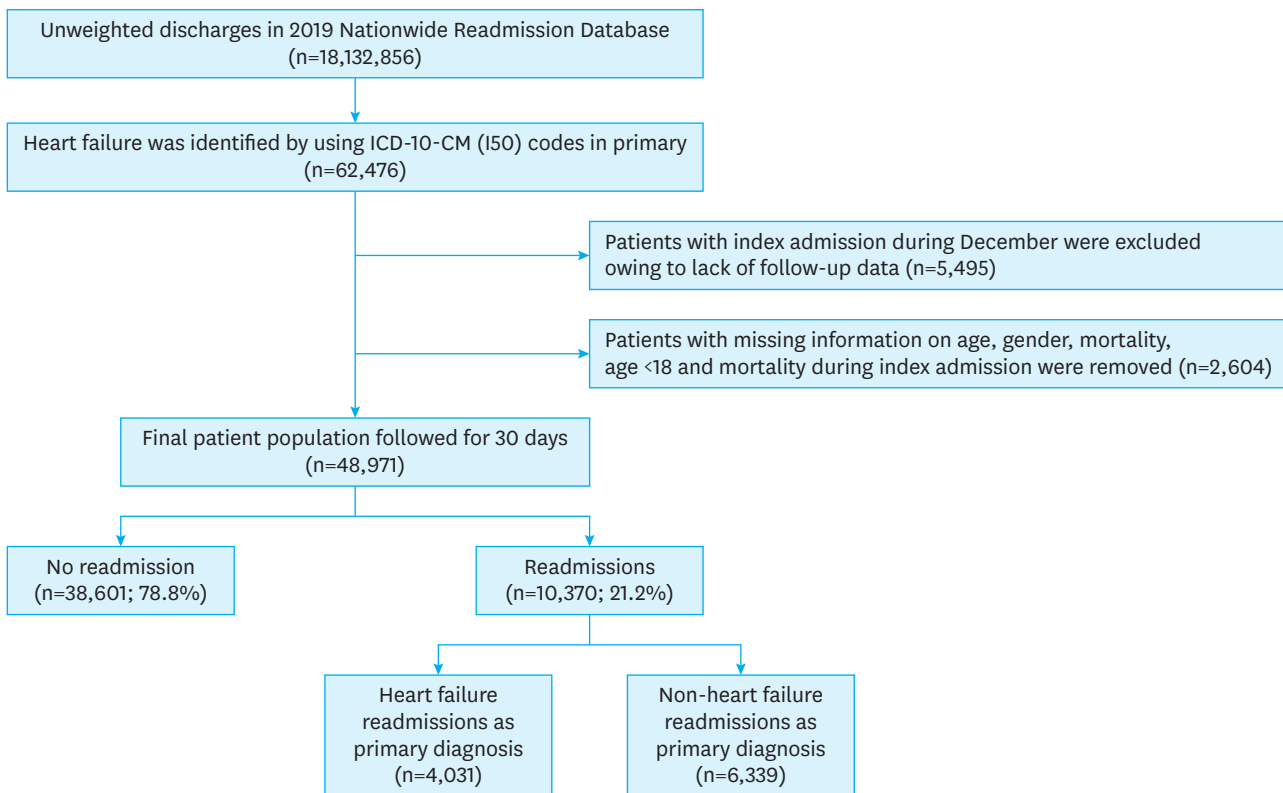 Unweighted discharges in 2019 Nationwide Readmission Database
(n=18,132,856)
Heart failure was identified by using ICD-10-CM (I50) codes in primary
(n=62,476)
Patients with index admission during December were excluded
owing to lack of follow-up data (n=5,495)
Patients with missing information on age, gender, mortality,
age <18 and mortality during index admission were removed (n=2,604)
Final patient population followed for 30 days
(n=48,971)
No readmission
(n=38,601; 78.8%)
Readmissions
(n=10,370; 21.2%)
Heart failure
readmissions as
primary diagnosis
(n=4,031)
Non-heart failure
readmissions as
primary diagnosis
(n=6,339)